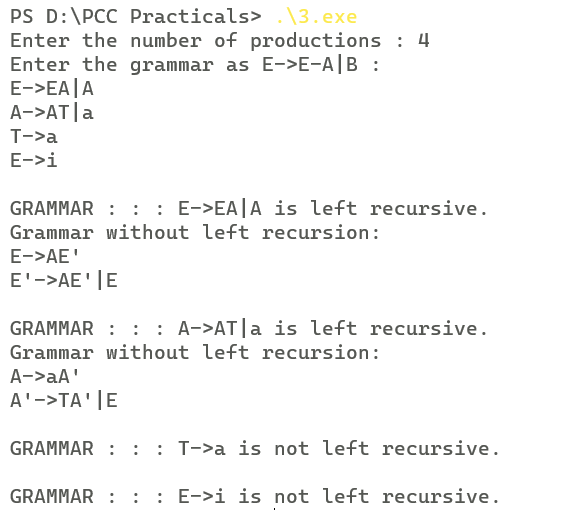 PS D:\PCC Practicals> .\3.exe
Enter the number of productions : 4
Enter the grammar as E->E-A|B :
E->EA|A
A->AT|a
T->a
E->i
GRAMMAR : : : E->EA|A is left recursive.
Grammar without left recursion:
E->AE'
E'->AE'|E
GRAMMAR : : : A->AT|a is left recursive.
Grammar without left recursion:
A->aA'
A'->TA'|E
GRAMMAR : : : T->a is not left recursive.
GRAMMAR : : : E->i is not left recursive.